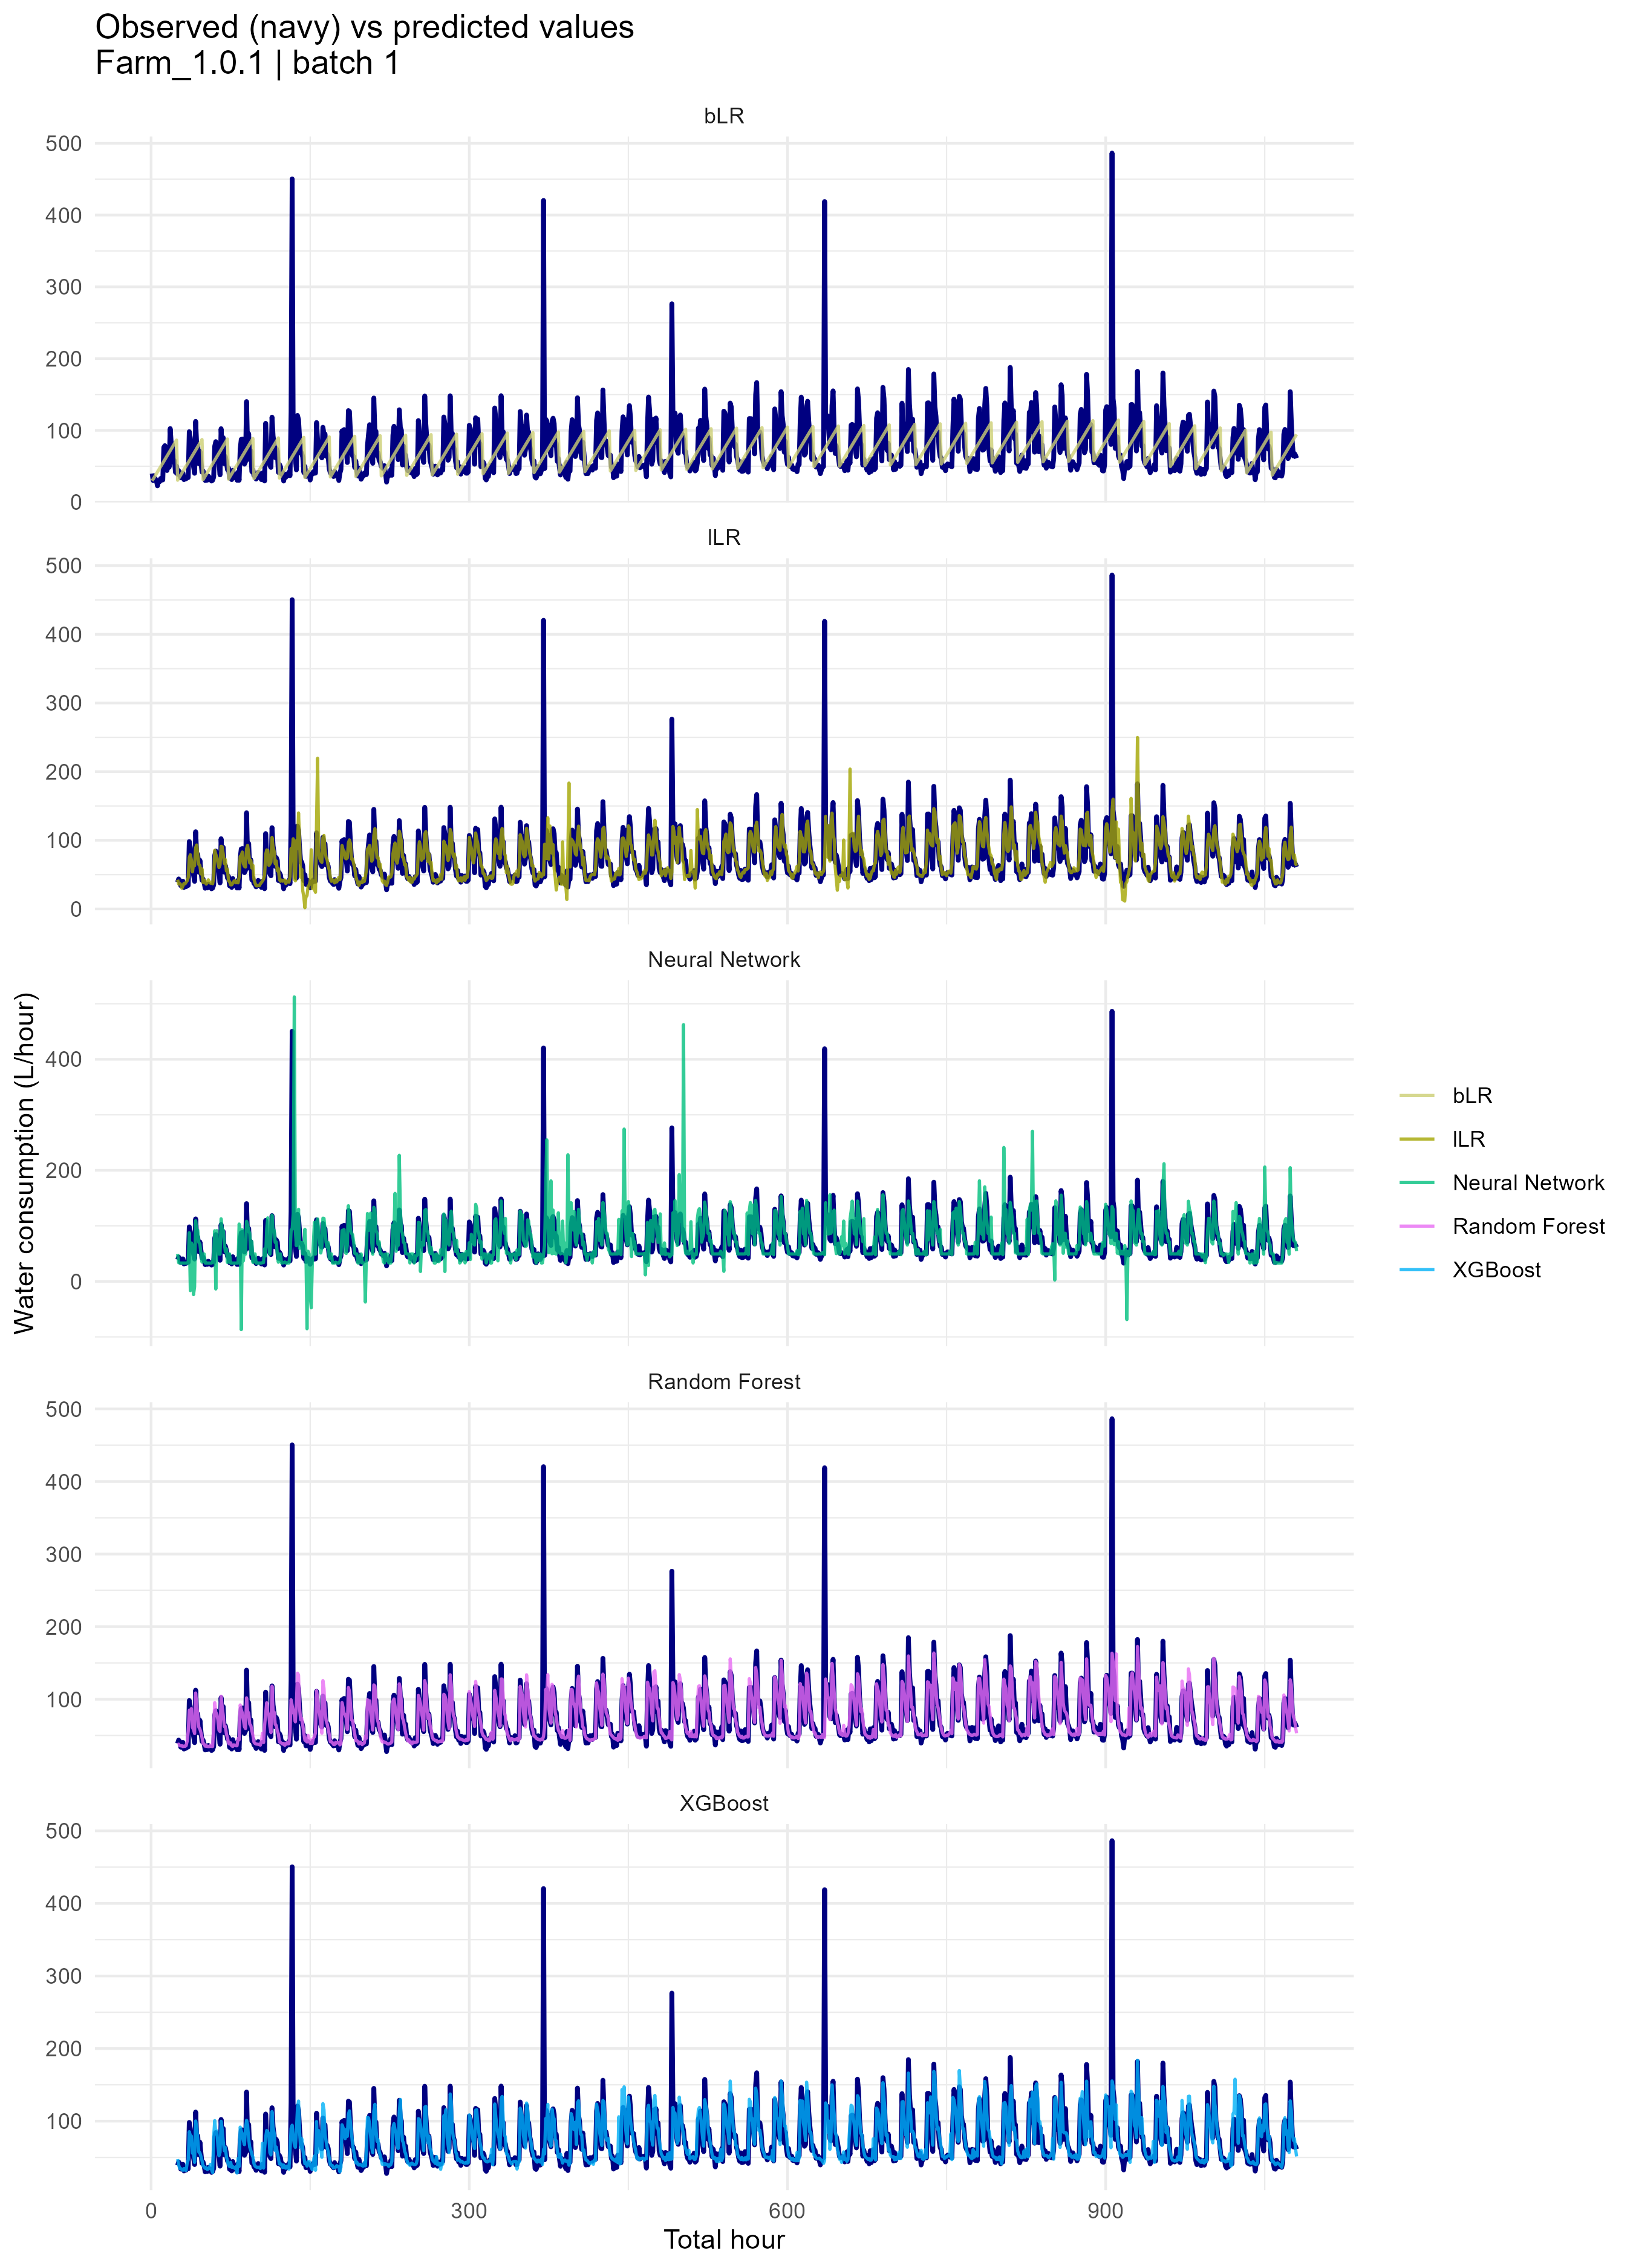 Observed (navy) vs predicted values
Farm_1.0.1 | batch 1
bLR
500
400
300
200
100
0
lLR
500
400
300
200
100
0
Neural Network
400
200
0
Random Forest
500
400
300
200
100
XGBoost
500
400
300
200
100
0
300
600
900
Total hour
Water consumption (L/hour)
bLR
lLR
Neural Network
Random Forest
XGBoost